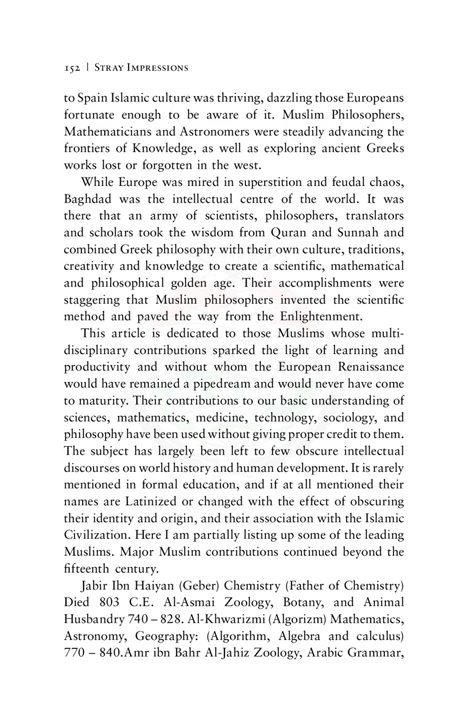 152 | Stray Impressions
to Spain Islamic culture was thriving, dazzling those Europeans
fortunate enough to be aware of it. Muslim Philosophers,
Mathematicians and Astronomers were steadily advancing the
frontiers of Knowledge, as well as exploring ancient Greeks
works lost or forgotten in the west.
While Europe was mired in superstition and feudal chaos,
Baghdad was the intellectual centre of the world. It was
there that an army of scientists, philosophers, translators
and scholars took the wisdom from Quran and Sunnah and
combined Greek philosophy with their own culture, traditions,
creativity and knowledge to create a scientific, mathematical
and philosophical golden age. Their accomplishments were
staggering that Muslim philosophers invented the scientific
method and paved the way from the Enlightenment.
This article is dedicated to those Muslims whose multi-
disciplinary contributions sparked the light of learning and
productivity and without whom the European Renaissance
would have remained a pipedream and would never have come
to maturity. Their contributions to our basic understanding of
sciences, mathematics, medicine, technology, sociology, and
philosophy have been used without giving proper credit to them.
The subject has largely been left to few obscure intellectual
discourses on world history and human development. It is rarely
mentioned in formal education, and if at all mentioned their
names are Latinized or changed with the effect of obscuring
their identity and origin, and their association with the Islamic
Civilization. Here I am partially listing up some of the leading
Muslims. Major Muslim contributions continued beyond the
fifteenth century.
Jabir Ibn Haiyan (Geber) Chemistry (Father of Chemistry)
Died 803 C.E. Al-Asmai Zoology, Botany, and Animal
Husbandry 740 – 828. Al-Khwarizmi (Algorizm) Mathematics,
Astronomy, Geography: (Algorithm, Algebra and calculus)
770 – 840.Amr ibn Bahr Al-Jahiz Zoology, Arabic Grammar,